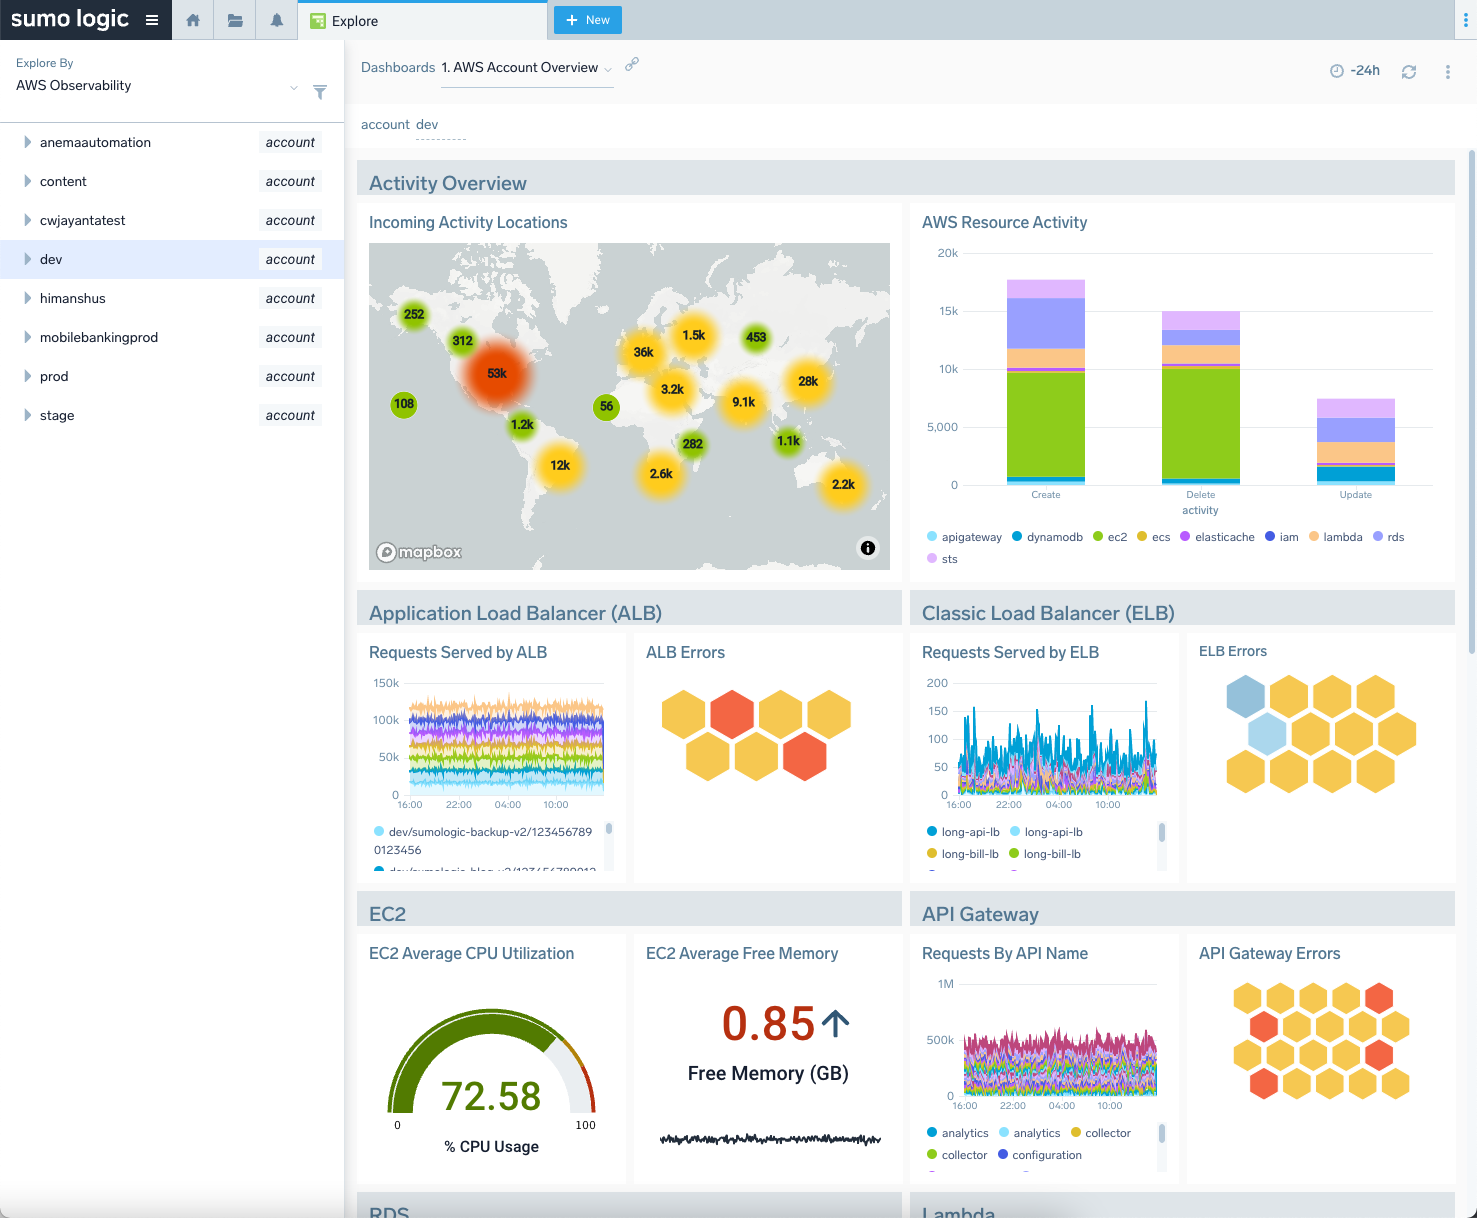 sumo logic
Explore
+ New
Explore By
AWS Observability
anemaautomation account
content account
cwjayantatest account
dev account
himanshus account
mobilebankingprod account
prod account
stage account
Dashboards 1. AWS Account Overview
-24h
account dev
Activity Overview
Incoming Activity Locations
252
312
53k
108
1.2k
12k
36k
1.5k
453
3.2k
28k
56
9.1k
282
1.1k
2.6k
2.2k
mapbox
AWS Resource Activity
20k
15k
10k
5,000
0
Create Delete Update
activity
apigateway dynamodb ec2 ecs elasticache iam lambda rds
sts
Application Load Balancer (ALB)
Requests Served by ALB
150k
100k
50k
0
16:00 22:00 04:00 10:00
dev/sumologic-backup-v2/123456789
0123456
ALB Errors
Classic Load Balancer (ELB)
Requests Served by ELB
200
150
100
50
0
16:00 22:00 04:00 10:00
long-api-lb long-api-lb
long-bill-lb long-bill-lb
ELB Errors
EC2
EC2 Average CPU Utilization
72.58
0 100
% CPU Usage
EC2 Average Free Memory
0.85
Free Memory (GB)
API Gateway
Requests By API Name
1M
500k
0
16:00 22:00 04:00 10:00
analytics analytics collector
collector configuration
API Gateway Errors
RDS
Lambda